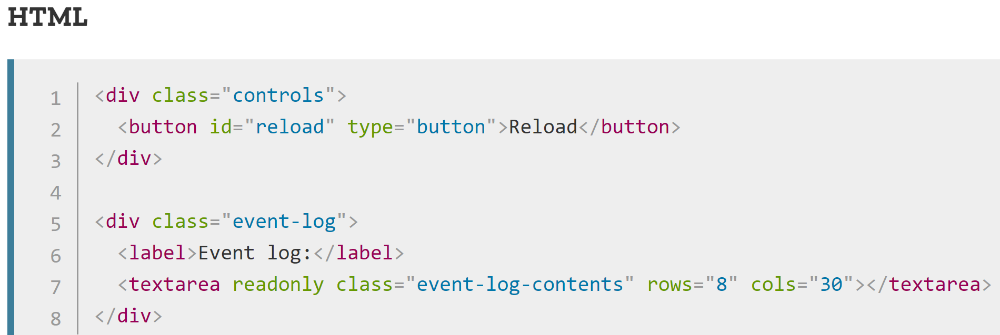 HTML
1 <div class="controls">
2   <button id="reload" type="button">Reload</button>
3 </div>
4
5 <div class="event-log">
6   <label>Event log:</label>
7   <textarea readonly class="event-log-contents" rows="8" cols="30"></textarea>
8 </div>